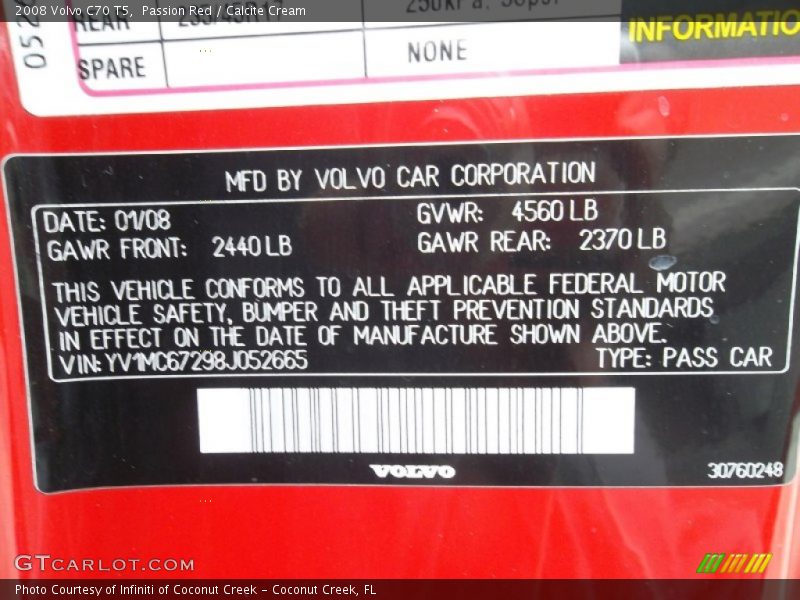 2008 Volvo C70 T5, Passion Red / Calcite Cream
REAR
SPARE NONE
INFORMATIO
052
MFD BY VOLVO CAR CORPORATION
DATE: 01/08 GVWR: 4560 LB
GAWR FRONT: 2440 LB GAWR REAR: 2370 LB
THIS VEHICLE CONFORMS TO ALL APPLICABLE FEDERAL MOTOR
VEHICLE SAFETY, BUMPER AND THEFT PREVENTION STANDARDS
IN EFFECT ON THE DATE OF MANUFACTURE SHOWN ABOVE.
VIN: YV1MC67298J052665 TYPE: PASS CAR
VOLVO
30760248
GTCARLOT.COM
Photo Courtesy of Infiniti of Coconut Creek - Coconut Creek, FL